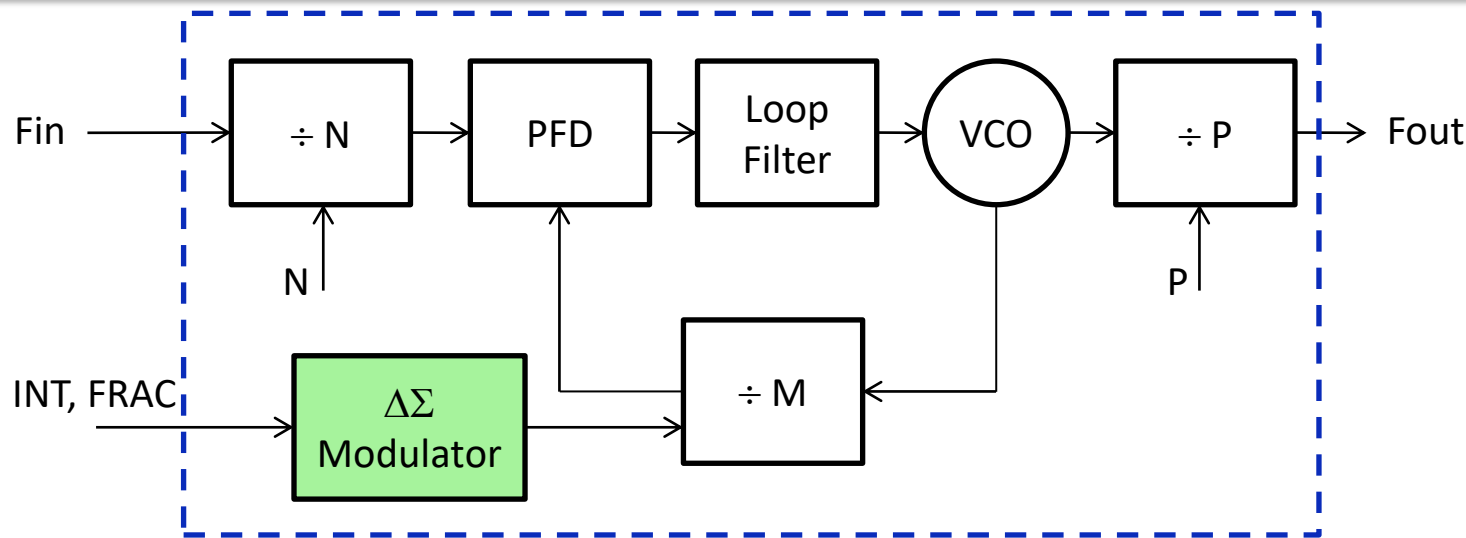 Fin
÷ N
PFD
Loop
Filter
VCO
÷ P
Fout
N
P
INT, FRAC
ΔΣ
Modulator
÷ M